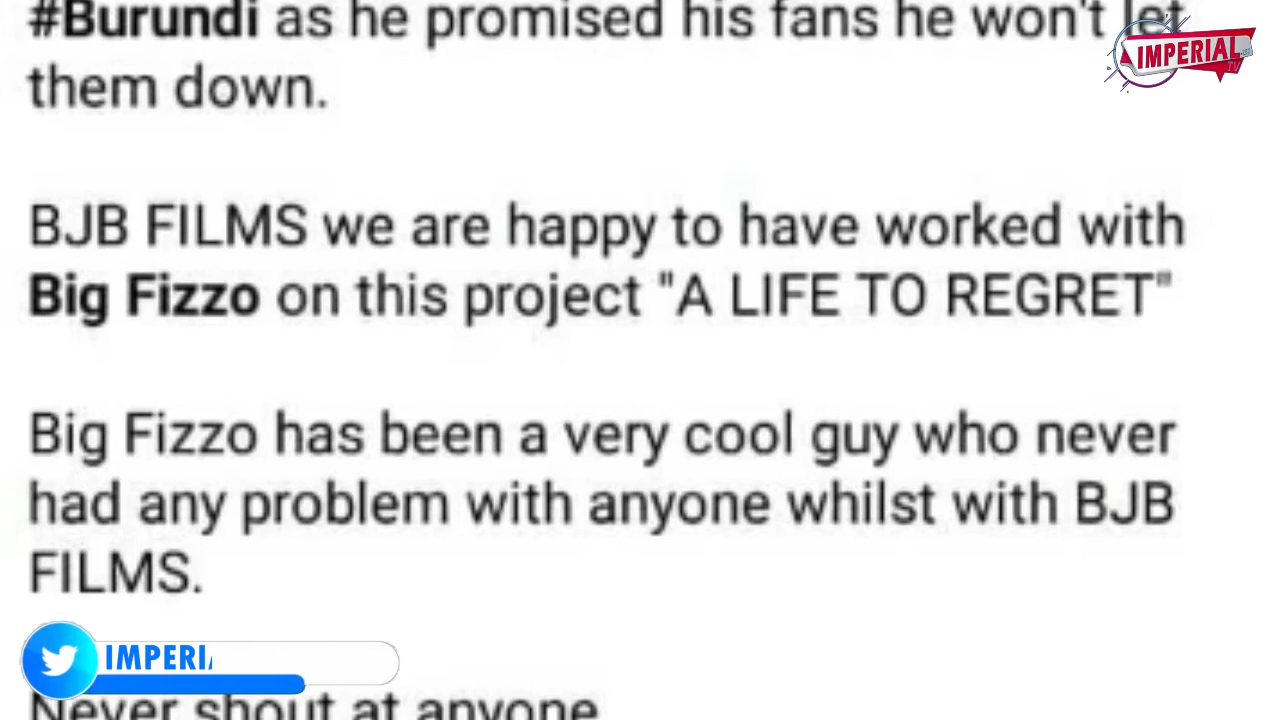 #Burundi as he promised his fans he won't let
them down.
BJB FILMS we are happy to have worked with
Big Fizzo on this project "A LIFE TO REGRET"
Big Fizzo has been a very cool guy who never
had any problem with anyone whilst with BJB
FILMS.
Never shout at anyone
IMPERIAL
TV
IMPERI